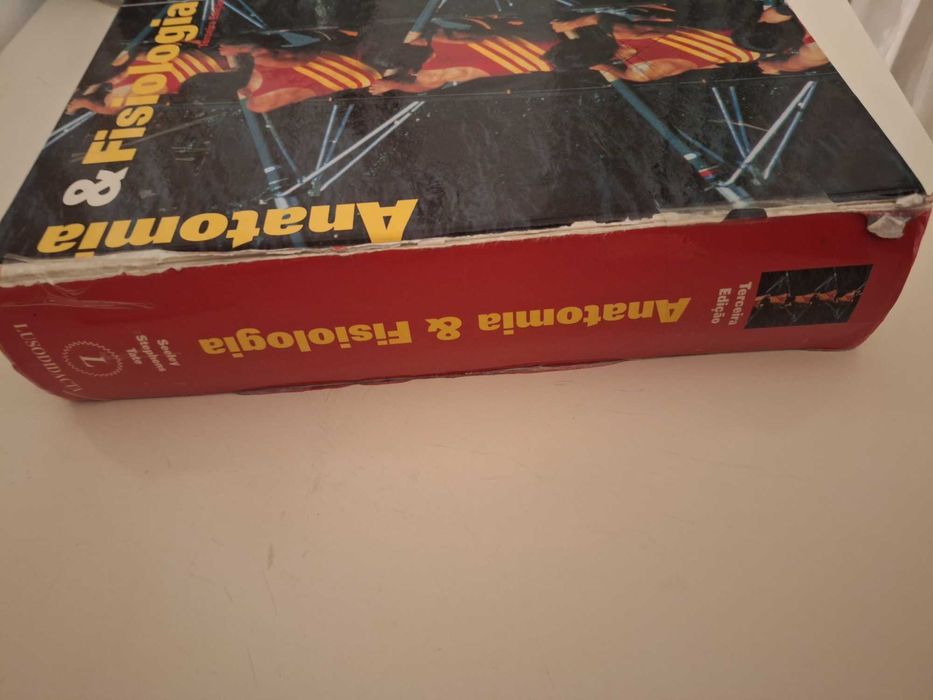 Anatomia
& Fisiologia
Terceira
Edição
Anatomia & Fisiologia
Seeley
Stephens
Tate
L
LUSODIDACTA